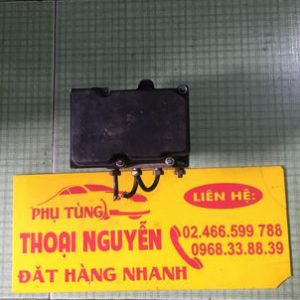 LIÊN HỆ:
PHỤ TÙNG
THOẠI NGUYỄN
02.466.599 788
0968.33.88.39
ĐẶT HÀNG NHANH